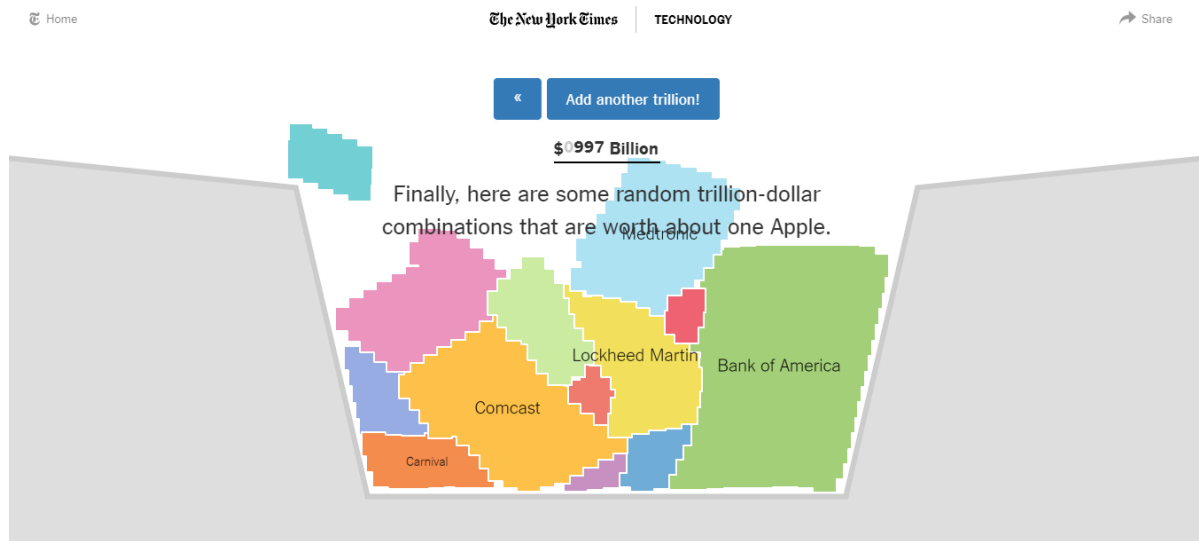 Home
The New York Times
TECHNOLOGY
Share
«
Add another trillion!
$0997 Billion
Finally, here are some random trillion-dollar
combinations that are worth about one Apple.
Medtronic
Lockheed Martin
Bank of America
Comcast
Carnival